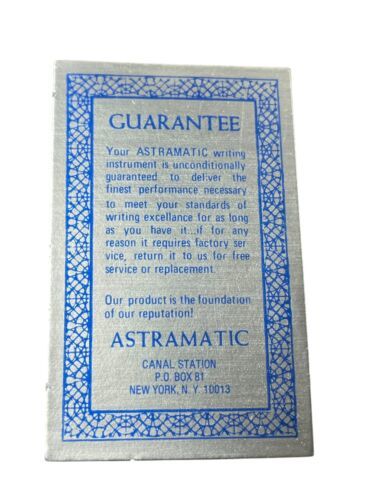 GUARANTEE
Your ASTRAMATIC writing
instrument is unconditionally
guaranteed to deliver the
finest performance necessary
to meet your standards of
writing excellence for as long
as you have it...if for any
reason it requires factory ser
vice, return it to us for free
service or replacement.
Our product is the foundation
of our reputation!
ASTRAMATIC
CANAL STATION
P.O. BOX 81
NEW YORK, N.Y. 10013